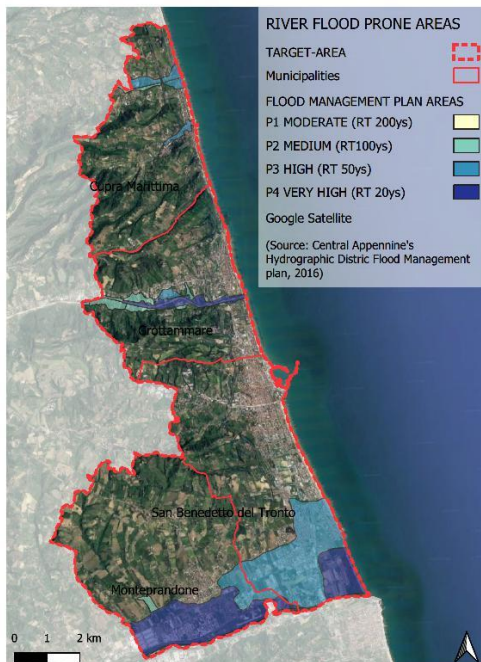 RIVER FLOOD PRONE AREAS
TARGET-AREA
Municipalities
FLOOD MANAGEMENT PLAN AREAS
P1 MODERATE (RT 200ys)
P2 MEDIUM (RT100ys)
P3 HIGH (RT 50ys)
P4 VERY HIGH (RT 20ys)
Google Satellite
(Source: Central Appennine's
Hydrographic Distric Flood Management
plan, 2016)
Cupra Marittima
Grottammare
San Benedetto del Tronto
Monteprandone
0 1 2 km